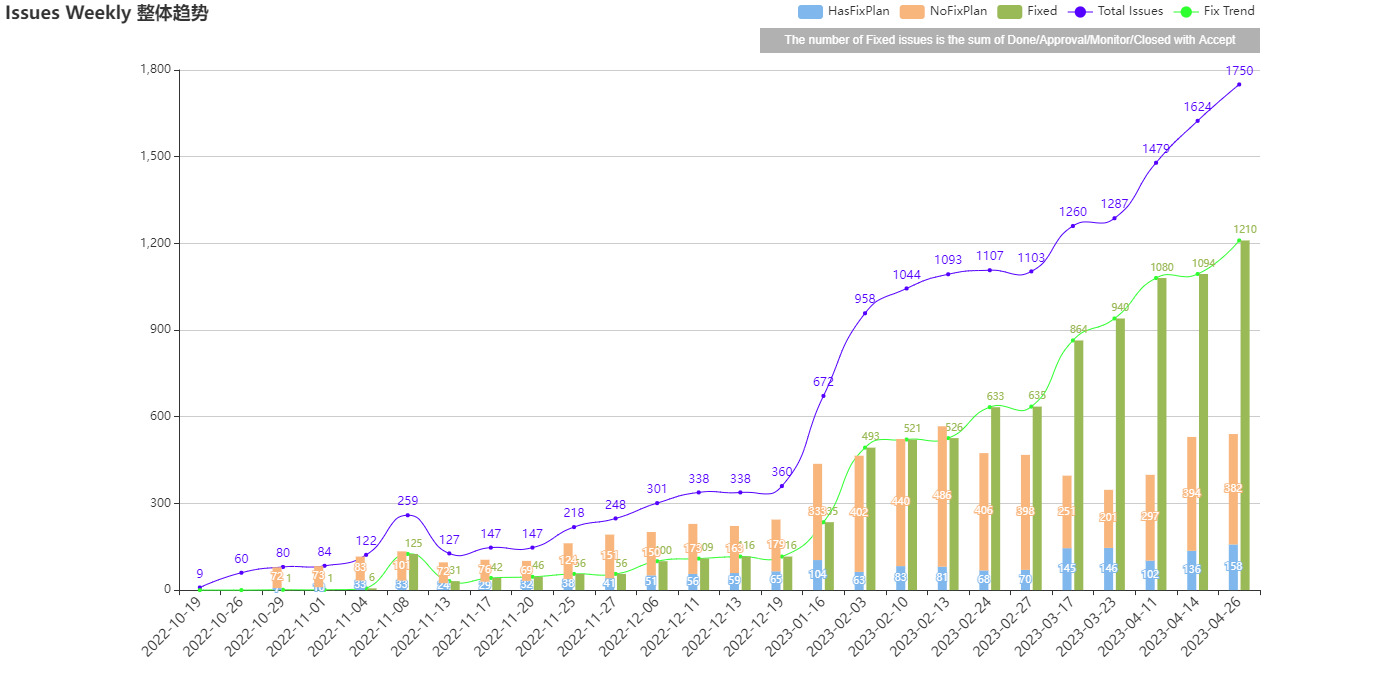 Issues Weekly 整体趋势
HasFixPlan NoFixPlan Fixed Total Issues Fix Trend
The number of Fixed issues is the sum of Done/Approval/Monitor/Closed with Accept
1,800
1,500
1,200
900
600
300
0
9 60 80 84 122 259 127 147 147 218 248 301 338 338 360 672 958 1044 1093 1107 1103 1260 1287 1479 1624 1750
1 1 6 125 31 42 46 56 56 493 521 526 633 635 864 940 1080 1094 1210
72 73 83 101 72 76 69 124 151 150 173 163 179 333 402 440 486 406 398 251 201 297 394 382
33 33 24 29 32 38 41 51 56 59 65 104 63 83 81 68 70 145 146 102 136 158
2022-10-19 2022-10-26 2022-10-29 2022-11-01 2022-11-04 2022-11-08 2022-11-13 2022-11-17 2022-11-20 2022-11-25 2022-11-27 2022-12-06 2022-12-11 2022-12-13 2022-12-19 2023-01-16 2023-02-03 2023-02-10 2023-02-13 2023-02-24 2023-02-27 2023-03-17 2023-03-23 2023-04-11 2023-04-14 2023-04-26